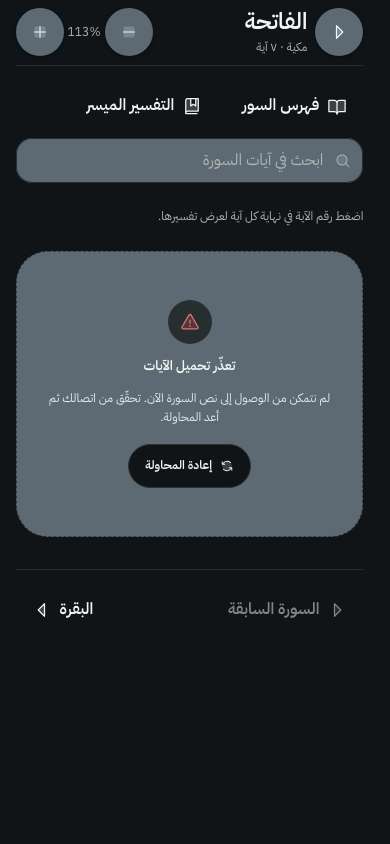 الفاتحة
مكية · ٧ آية
113%
فهرس السور
التفسير الميسر
ابحث في آيات السورة
اضغط رقم الآية في نهاية كل آية لعرض تفسيرها.
تعذّر تحميل الآيات
لم نتمكن من الوصول إلى نص السورة الآن. تحقّق من اتصالك ثم
أعد المحاولة.
إعادة المحاولة
السورة السابقة
البقرة